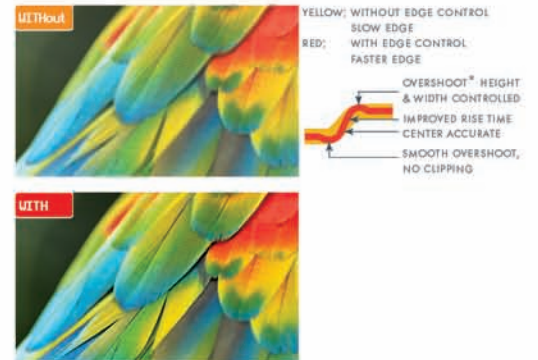 WITHout
YELLOW; WITHOUT EDGE CONTROL
SLOW EDGE
RED; WITH EDGE CONTROL
FASTER EDGE
OVERSHOOT* HEIGHT
& WIDTH CONTROLLED
IMPROVED RISE TIME
CENTER ACCURATE
SMOOTH OVERSHOOT,
NO CLIPPING
WITH